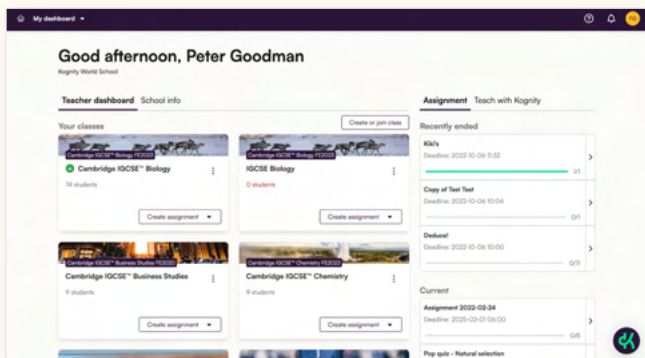 My dashboard
PG
Good afternoon, Peter Goodman
Kognity World School
Teacher dashboard School info
Your classes
Create or join class
Cambridge IGCSE™ Biology FE2023
Cambridge IGCSE™ Biology
74 students
Create assignment
Cambridge IGCSE™ Biology FE2023
IGCSE Biology
0 students
Create assignment
Cambridge IGCSE™ Business Studies FE2020
Cambridge IGCSE™ Business Studies
9 students
Create assignment
Cambridge IGCSE™ Chemistry FE2023
Cambridge IGCSE™ Chemistry
9 students
Create assignment
Assignment Teach with Kognity
Recently ended
Kiki's
Deadline: 2022-10-06 11:32
1/1
Copy of Test Test
Deadline: 2022-10-06 10:04
0/1
Deduce!
Deadline: 2022-10-06 10:00
0/3
Current
Assignment 2022-02-24
Deadline: 2025-02-01 06:00
0/6
Pop quiz - Natural selection